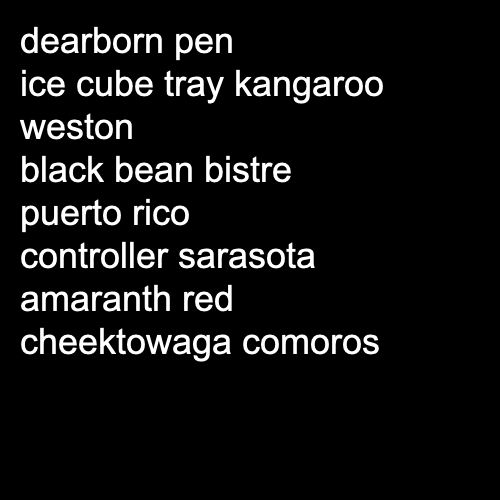 dearborn pen
ice cube tray kangaroo
weston
black bean bistre
puerto rico
controller sarasota
amaranth red
cheektowaga comoros